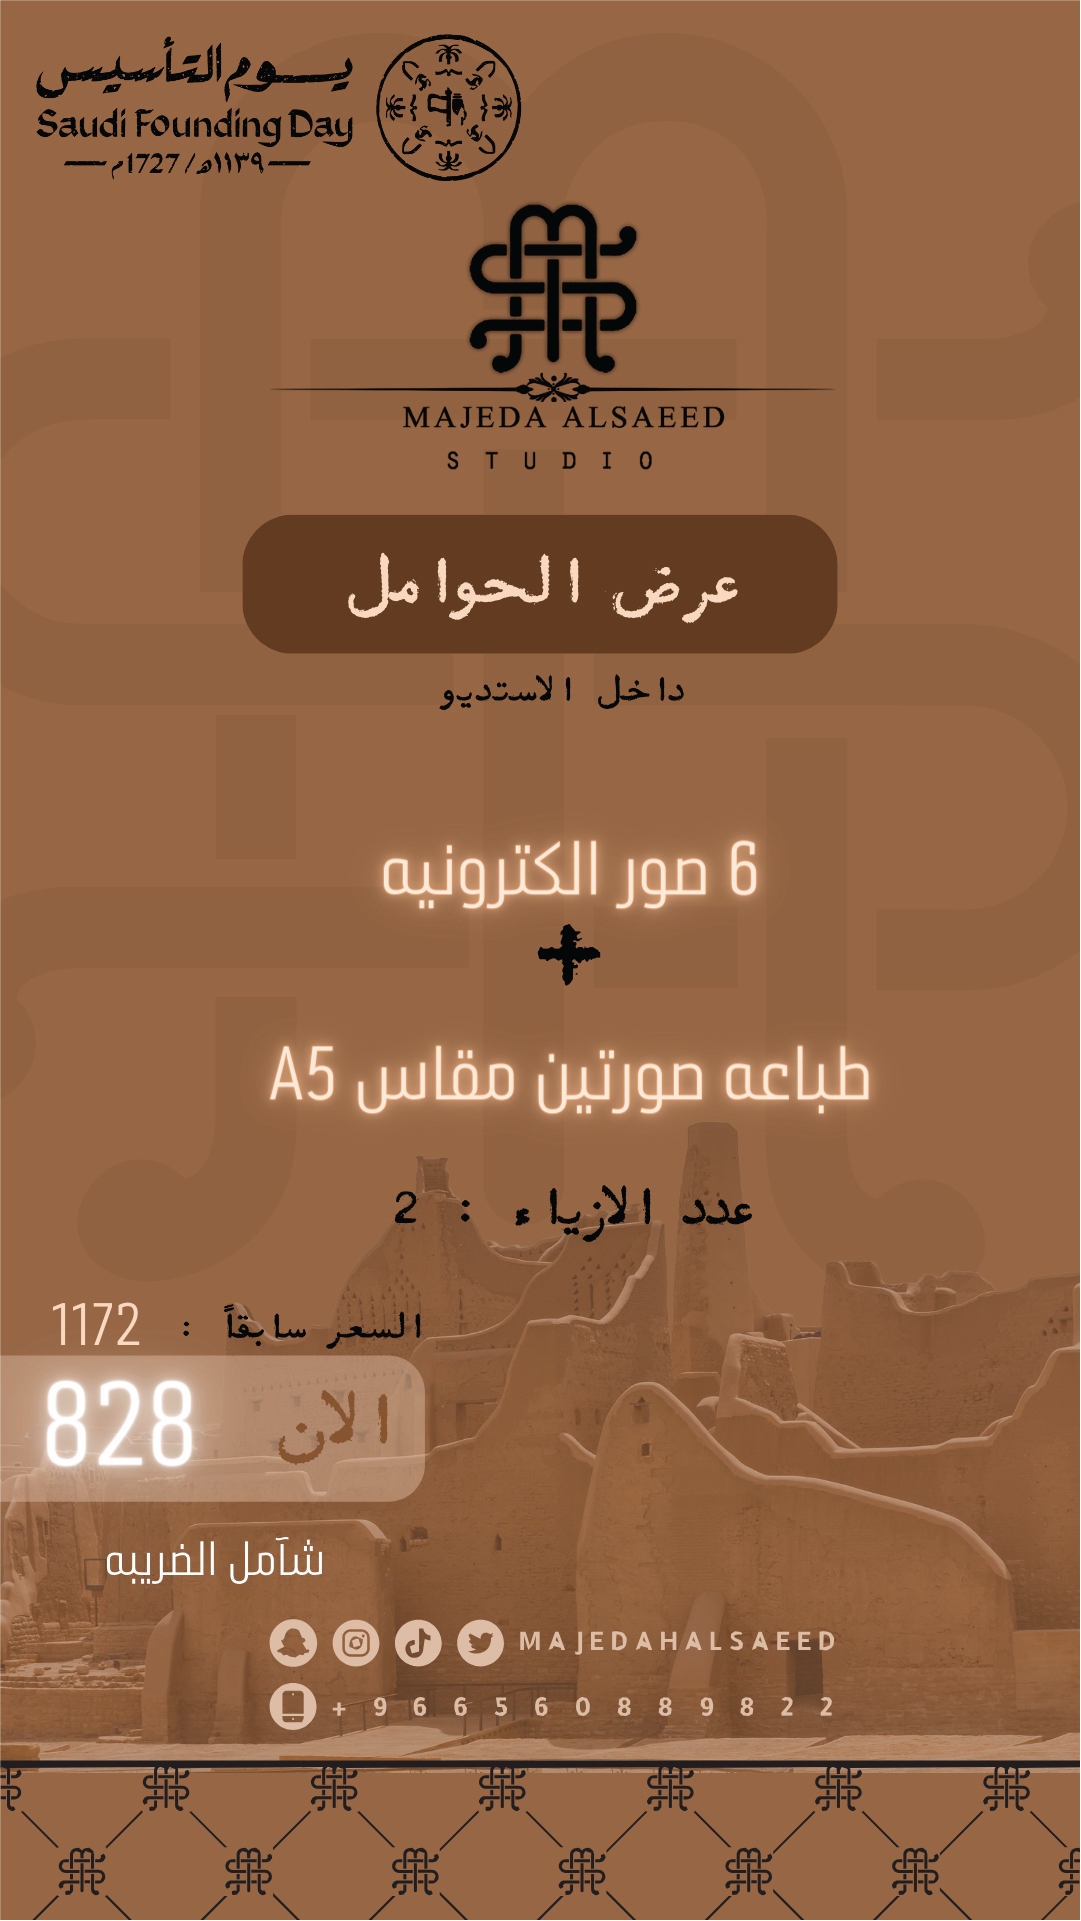 يوم التأسيس
Saudi Founding Day
١١٣٩هـ / 1727م
MAJEDA ALSAEED
STUDIO
عرض الحوامل
داخل الاستديو
6 صور الكترونيه
+
طباعه صورتين مقاس A5
عدد الازياء : 2
السعر سابقاً : 1172
الان 828
شآمل الضريبه
MAJEDAHALSAEED
+966560889822